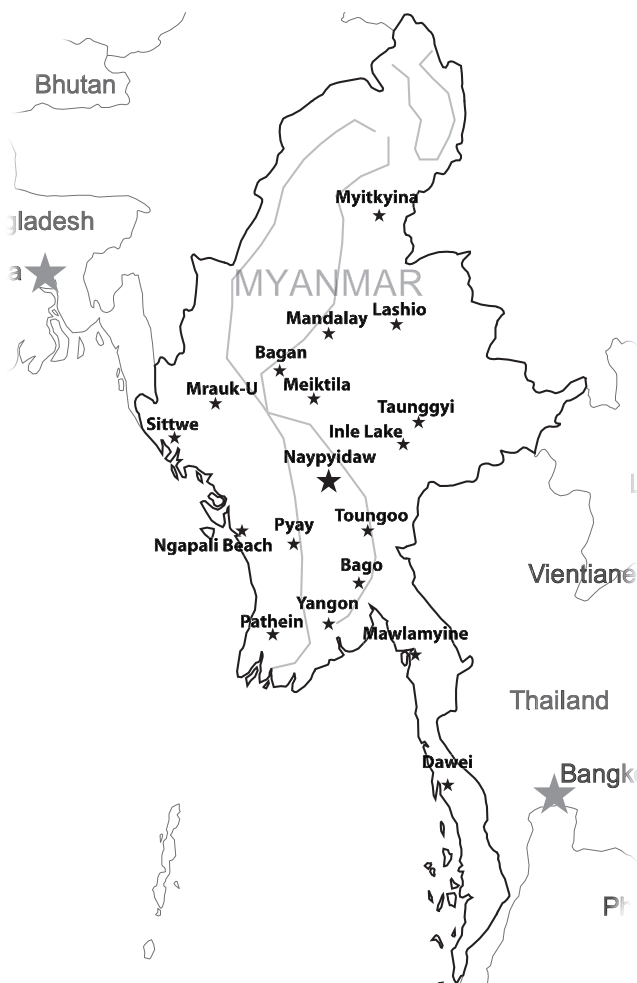 Bhutan
Myitkyina
gladesh
a
MYANMAR
Lashio
Mandalay
Bagan
Meiktila
Mrauk-U
Taunggyi
Sittwe
Inle Lake
Naypyidaw
L
Toungoo
Pyay
Ngapali Beach
Bago
Vientiane
Yangon
Pathein
Mawlamyine
Thailand
Dawei
Bangk
Ph